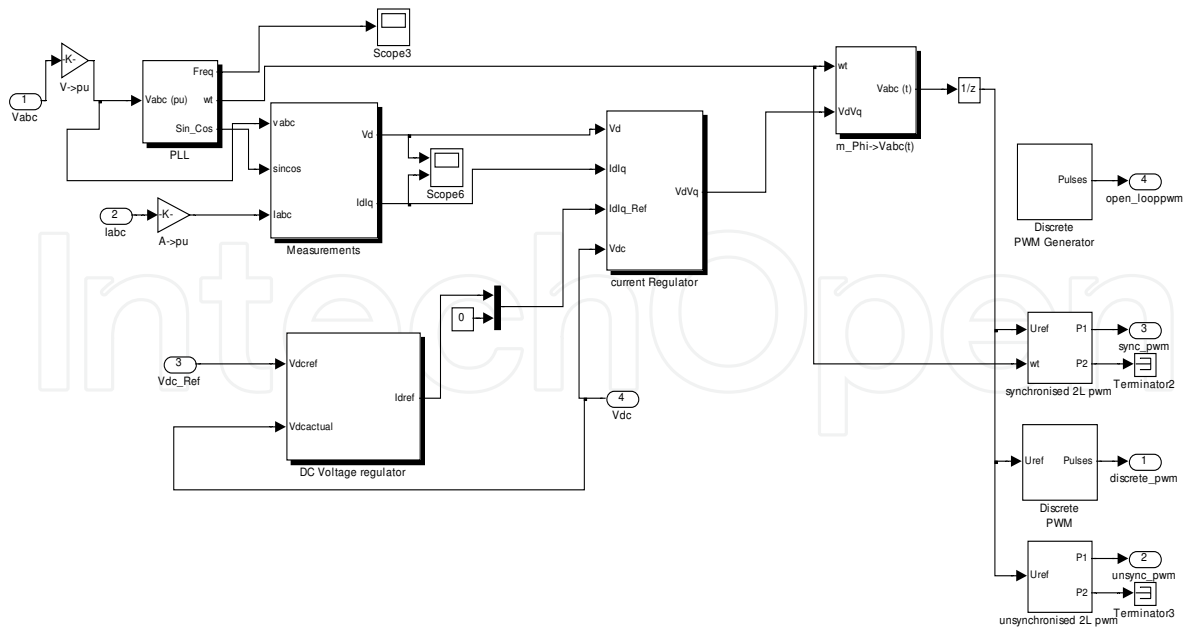 Scope3
-K-
V->pu
1
Vabc
Vabc (pu)
Freq
wt
Sin_Cos
PLL
vabc
sincos
Iabc
Vd
IdIq
Measurements
2
Iabc
-K-
A->pu
Scope6
Vd
IdIq
IdIq_Ref
Vdc
VdVq
current Regulator
wt
VdVq
Vabc (t)
m_Phi->Vabc(t)
1/z
Pulses
Discrete
PWM Generator
4
open_looppwm
0
3
Vdc_Ref
Vdcref
Vdcactual
Idref
DC Voltage regulator
4
Vdc
Uref
wt
P1
P2
synchronised 2L pwm
3
sync_pwm
Terminator2
Uref
Pulses
Discrete
PWM
1
discrete_pwm
Uref
P1
P2
unsynchronised 2L pwm
2
unsync_pwm
Terminator3
IntechOpen